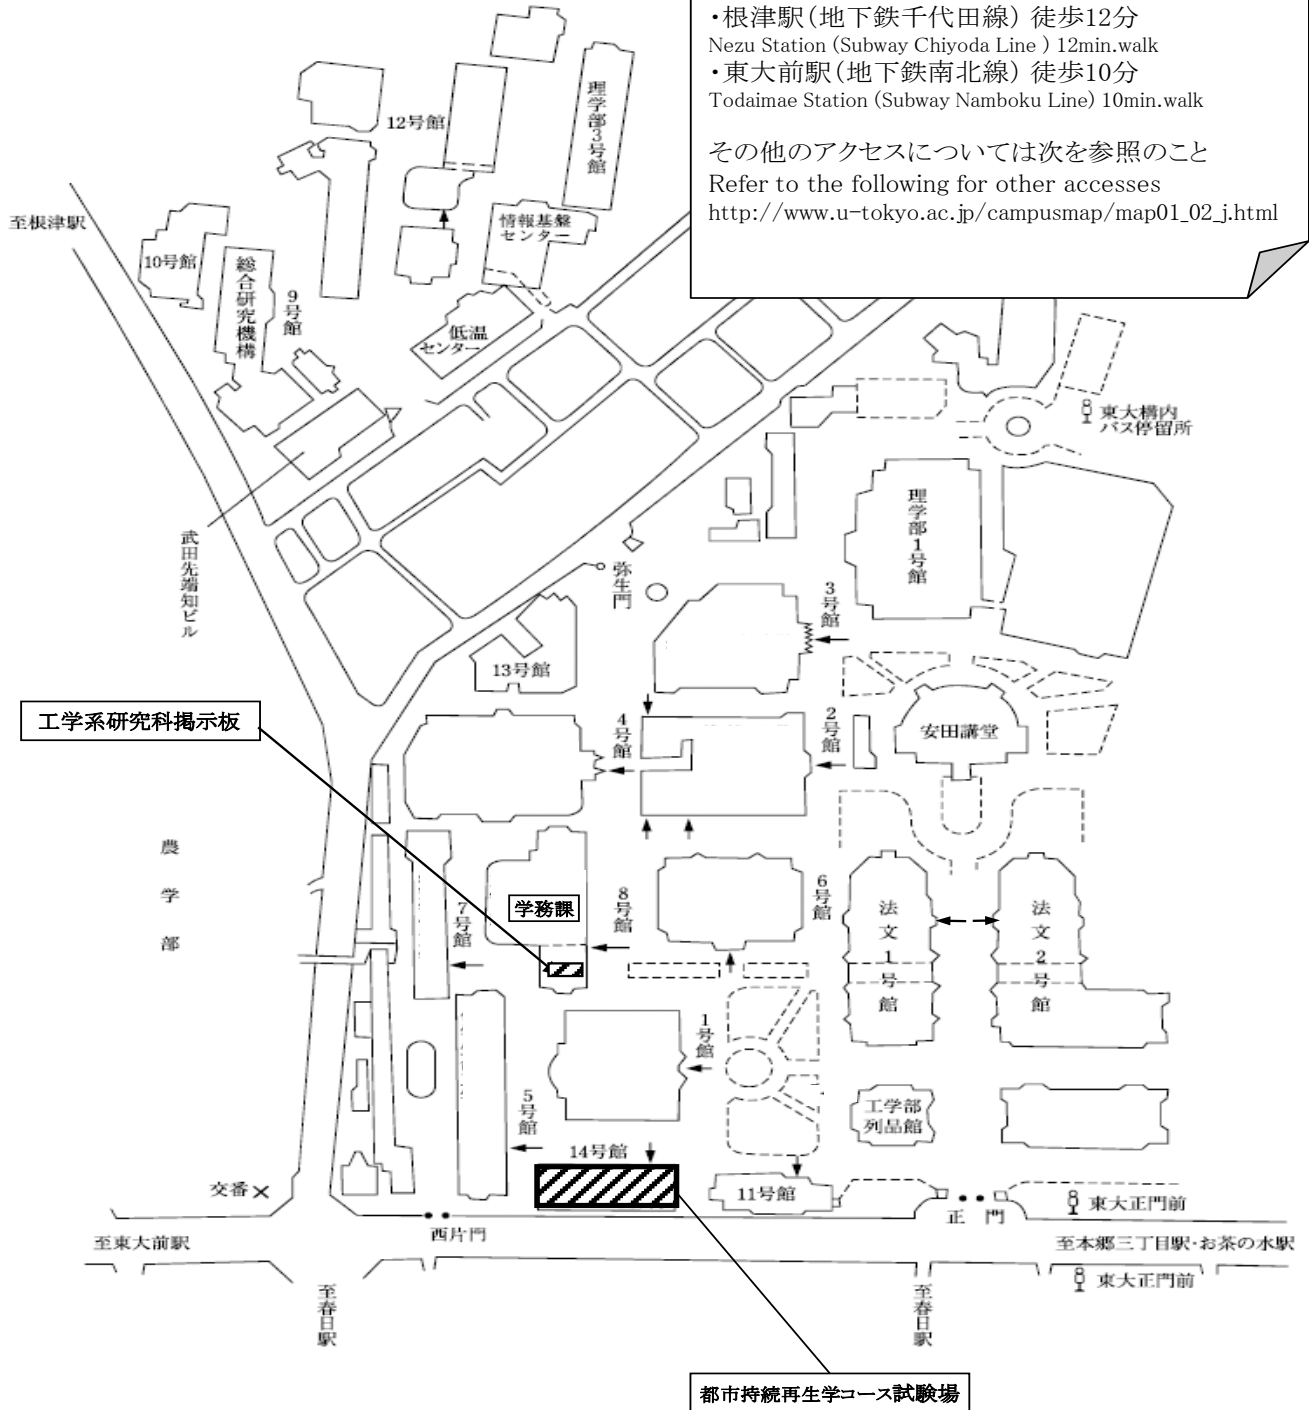 ・根津駅(地下鉄千代田線) 徒歩12分
Nezu Station (Subway Chiyoda Line ) 12min.walk
・東大前駅(地下鉄南北線) 徒歩10分
Todaimae Station (Subway Namboku Line) 10min.walk
その他のアクセスについては次を参照のこと
Refer to the following for other accesses
http://www.u-tokyo.ac.jp/campusmap/map01_02_j.html
理学部3号館
12号館
至根津駅
情報基盤
センター
10号館
総合研究機構
9号館
低温
センター
東大構内
バス停留所
理学部1号館
武田先端知ビル
弥生門
3号館
13号館
工学系研究科掲示板
4号館
2号館
安田講堂
農学部
7号館
学務課
8号館
6号館
法文1号館
法文2号館
1号館
5号館
工学部
列品館
14号館
交番
11号館
正門
東大正門前
西片門
至東大前駅
至本郷三丁目駅・お茶の水駅
東大正門前
至春日駅
至春日駅
都市持続再生学コース試験場